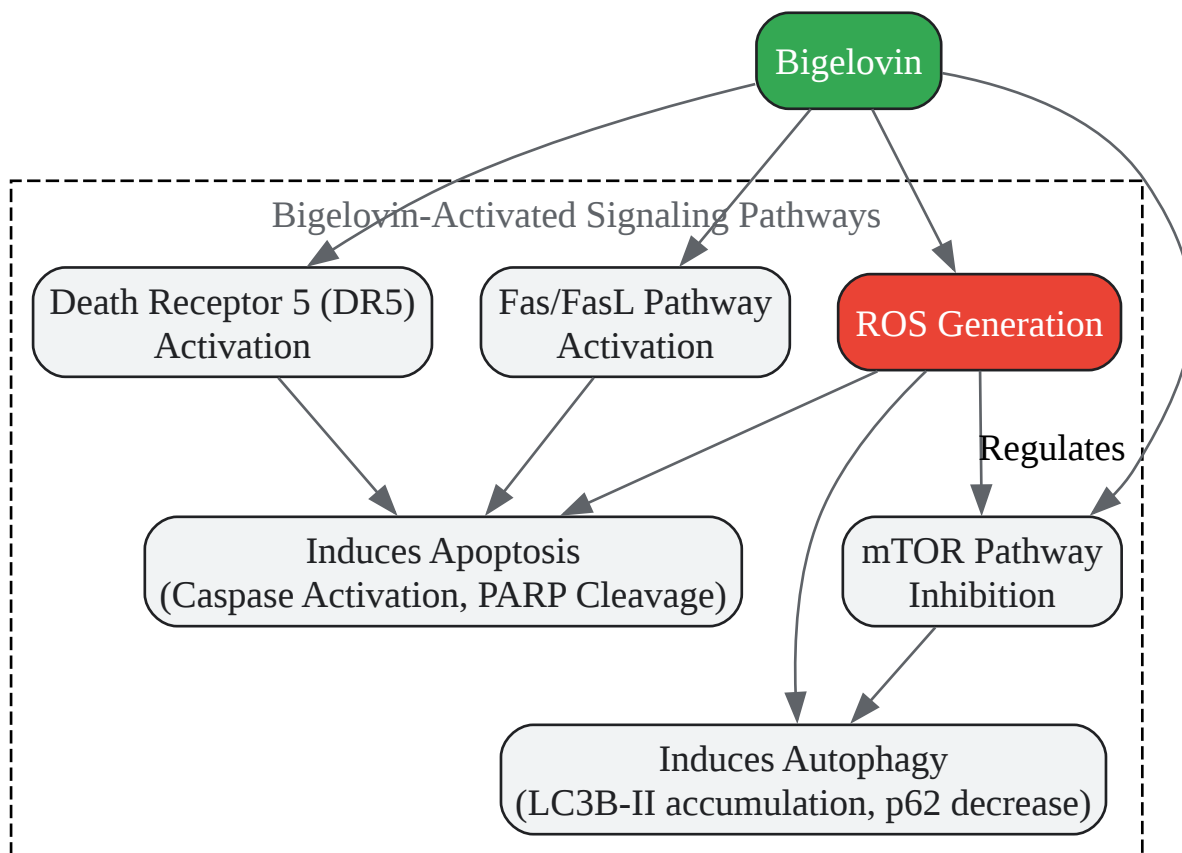 Bigelovin
Bigelovin-Activated Signaling Pathways
Death Receptor 5 (DR5)
Activation
Fas/FasL Pathway
Activation
ROS Generation
Regulates
Induces Apoptosis
(Caspase Activation, PARP Cleavage)
mTOR Pathway
Inhibition
Induces Autophagy
(LC3B-II accumulation, p62 decrease)